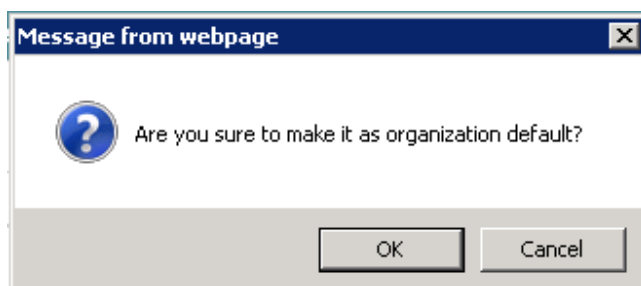 Message from webpage
Are you sure to make it as organization default?
OK
Cancel